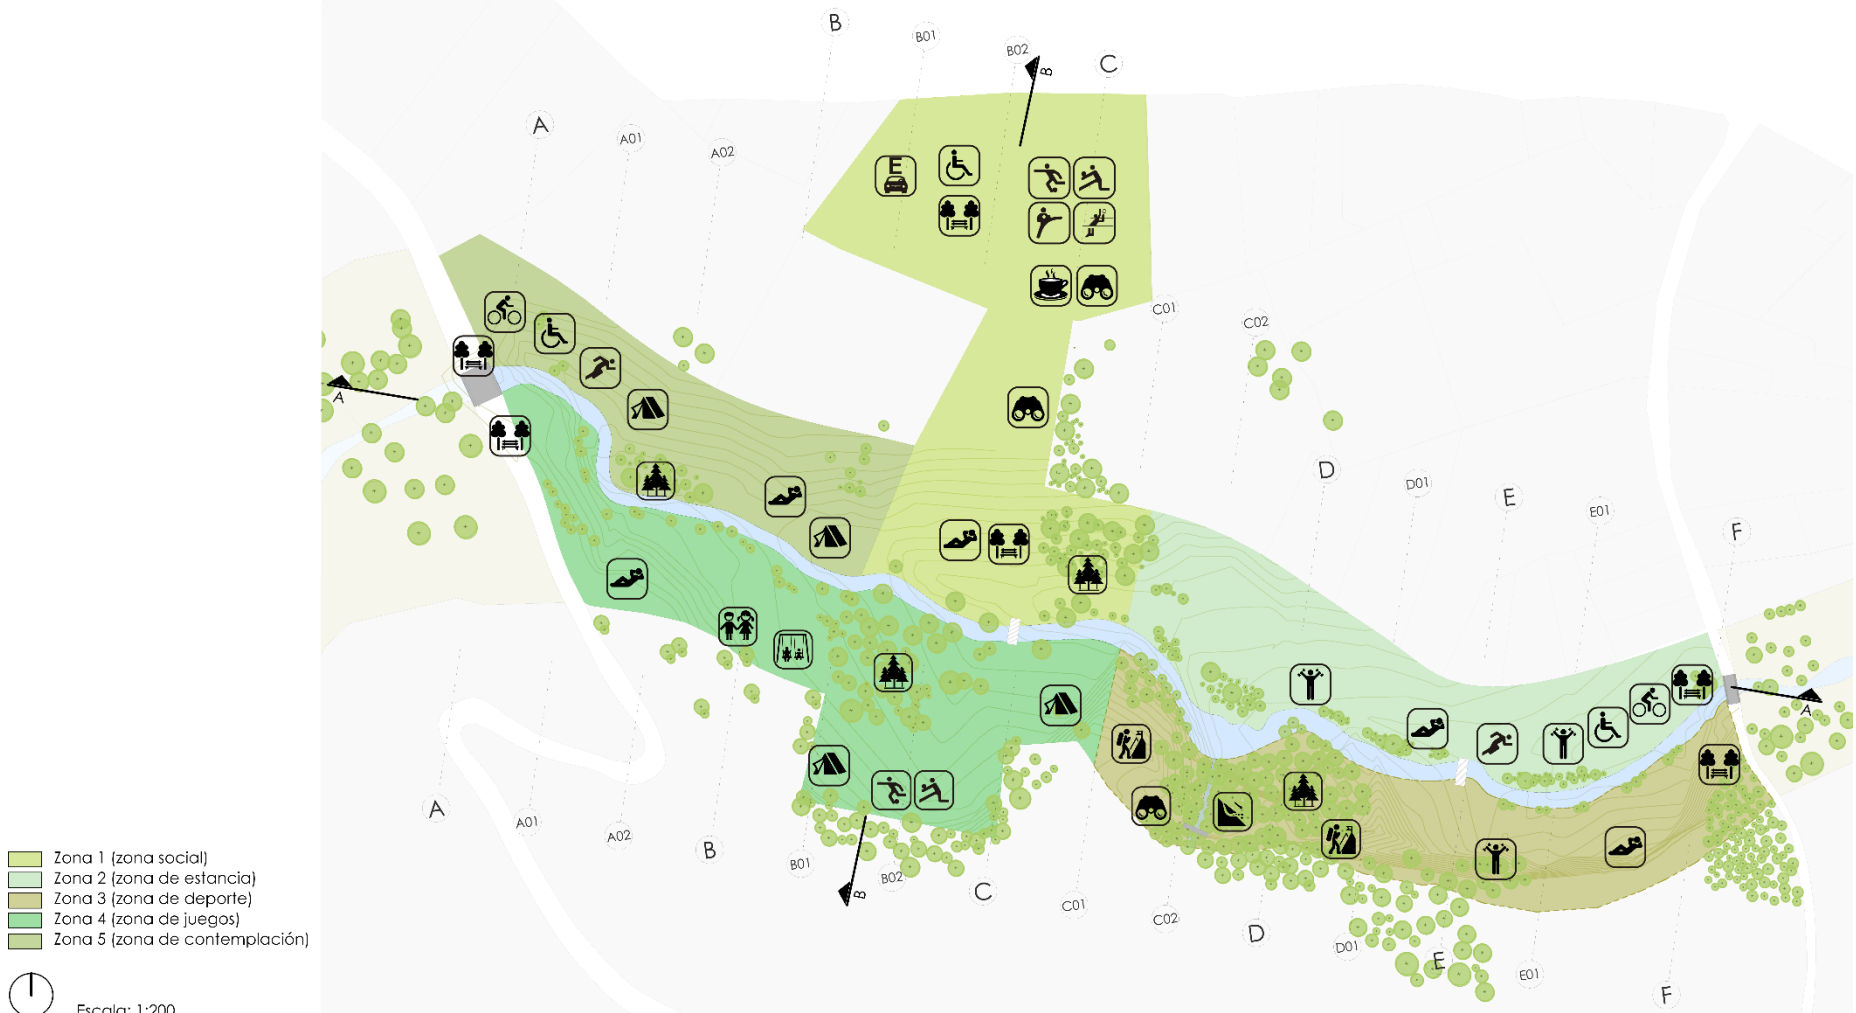 B
B01
B02
B
C
A
A01
A02
E
C01
C02
A
D
D01
E
E01
F
A
A
A01
A02
B
B01
B02
B
C
C01
C02
D
D01
E
E01
F
Zona 1 (zona social)
Zona 2 (zona de estancia)
Zona 3 (zona de deporte)
Zona 4 (zona de juegos)
Zona 5 (zona de contemplación)
Escala: 1:200